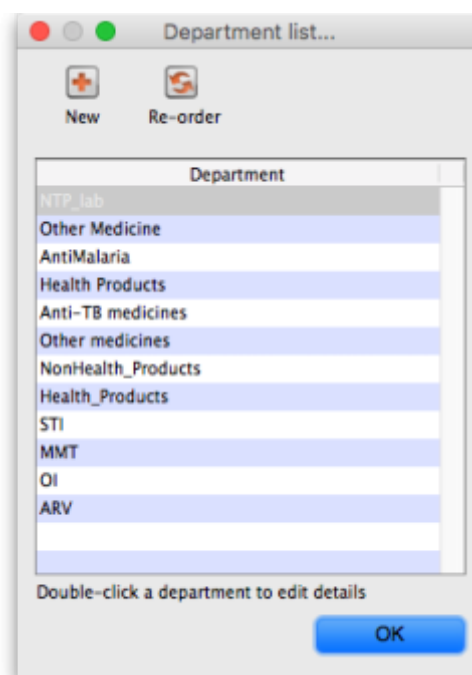 Department list...
New Re-order
Department
NTP_lab
Other Medicine
AntiMalaria
Health Products
Anti-TB medicines
Other medicines
NonHealth_Products
Health_Products
STI
MMT
OI
ARV
Double-click a department to edit details
OK